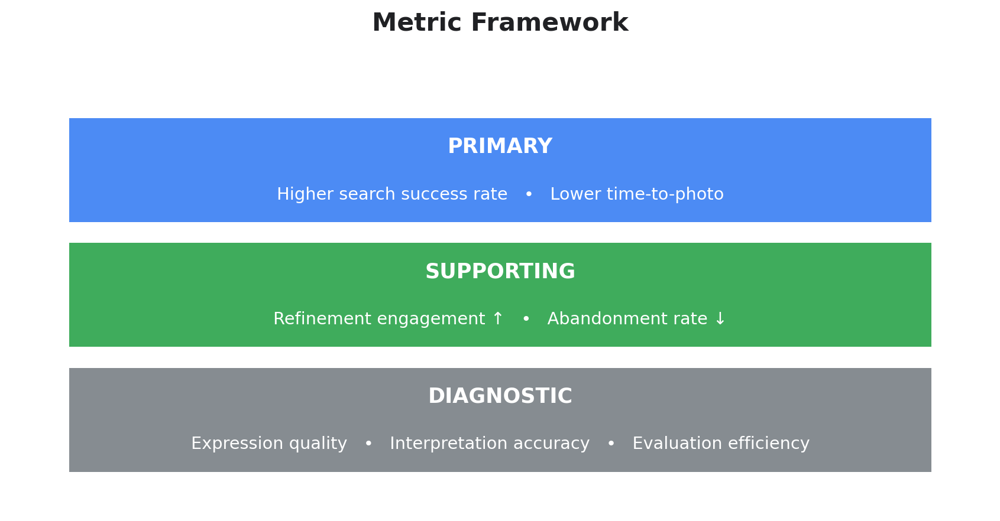 Metric Framework
PRIMARY
Higher search success rate • Lower time-to-photo
SUPPORTING
Refinement engagement ↑ • Abandonment rate ↓
DIAGNOSTIC
Expression quality • Interpretation accuracy • Evaluation efficiency